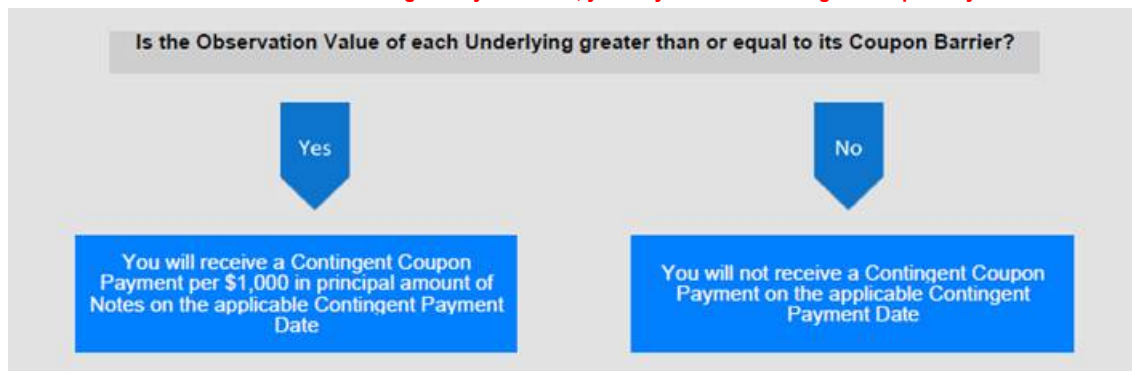 Is the Observation Value of each Underlying greater than or equal to its Coupon Barrier?
Yes
No
You will receive a Contingent Coupon
Payment per $1,000 in principal amount of
Notes on the applicable Contingent Payment
Date
You will not receive a Contingent Coupon
Payment on the applicable Contingent
Payment Date